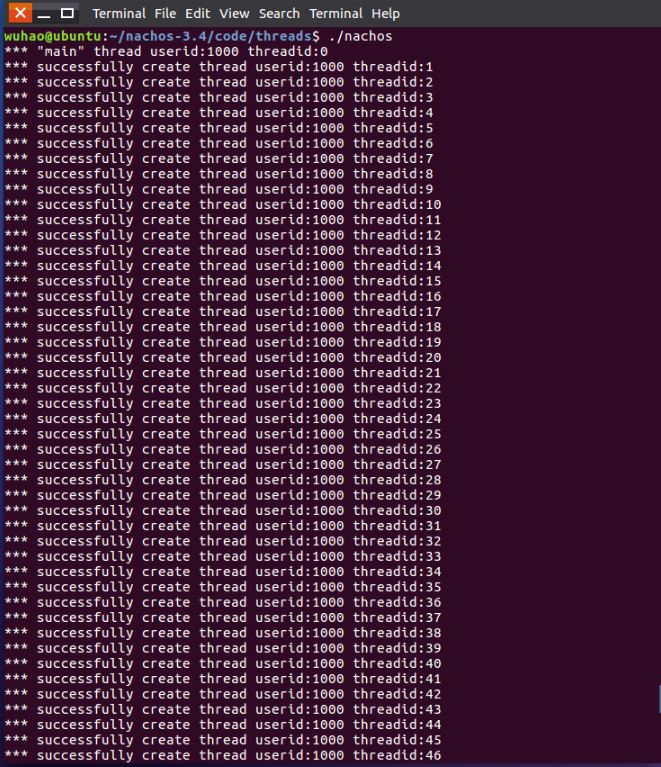 Terminal File Edit View Search Terminal Help
wuhao@ubuntu:~/nachos-3.4/code/threads$ ./nachos
*** "main" thread userid:1000 threadid:0
*** successfully create thread userid:1000 threadid:1
*** successfully create thread userid:1000 threadid:2
*** successfully create thread userid:1000 threadid:3
*** successfully create thread userid:1000 threadid:4
*** successfully create thread userid:1000 threadid:5
*** successfully create thread userid:1000 threadid:6
*** successfully create thread userid:1000 threadid:7
*** successfully create thread userid:1000 threadid:8
*** successfully create thread userid:1000 threadid:9
*** successfully create thread userid:1000 threadid:10
*** successfully create thread userid:1000 threadid:11
*** successfully create thread userid:1000 threadid:12
*** successfully create thread userid:1000 threadid:13
*** successfully create thread userid:1000 threadid:14
*** successfully create thread userid:1000 threadid:15
*** successfully create thread userid:1000 threadid:16
*** successfully create thread userid:1000 threadid:17
*** successfully create thread userid:1000 threadid:18
*** successfully create thread userid:1000 threadid:19
*** successfully create thread userid:1000 threadid:20
*** successfully create thread userid:1000 threadid:21
*** successfully create thread userid:1000 threadid:22
*** successfully create thread userid:1000 threadid:23
*** successfully create thread userid:1000 threadid:24
*** successfully create thread userid:1000 threadid:25
*** successfully create thread userid:1000 threadid:26
*** successfully create thread userid:1000 threadid:27
*** successfully create thread userid:1000 threadid:28
*** successfully create thread userid:1000 threadid:29
*** successfully create thread userid:1000 threadid:30
*** successfully create thread userid:1000 threadid:31
*** successfully create thread userid:1000 threadid:32
*** successfully create thread userid:1000 threadid:33
*** successfully create thread userid:1000 threadid:34
*** successfully create thread userid:1000 threadid:35
*** successfully create thread userid:1000 threadid:36
*** successfully create thread userid:1000 threadid:37
*** successfully create thread userid:1000 threadid:38
*** successfully create thread userid:1000 threadid:39
*** successfully create thread userid:1000 threadid:40
*** successfully create thread userid:1000 threadid:41
*** successfully create thread userid:1000 threadid:42
*** successfully create thread userid:1000 threadid:43
*** successfully create thread userid:1000 threadid:44
*** successfully create thread userid:1000 threadid:45
*** successfully create thread userid:1000 threadid:46